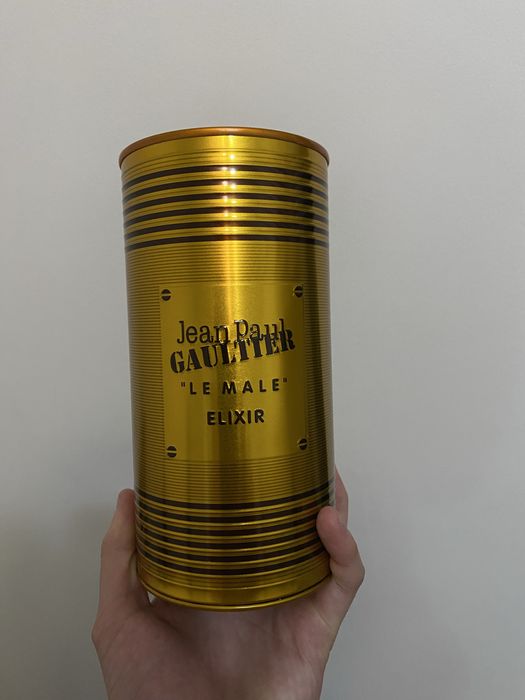 Jean Paul
GAULTIER
"LE MALE"
ELIXIR